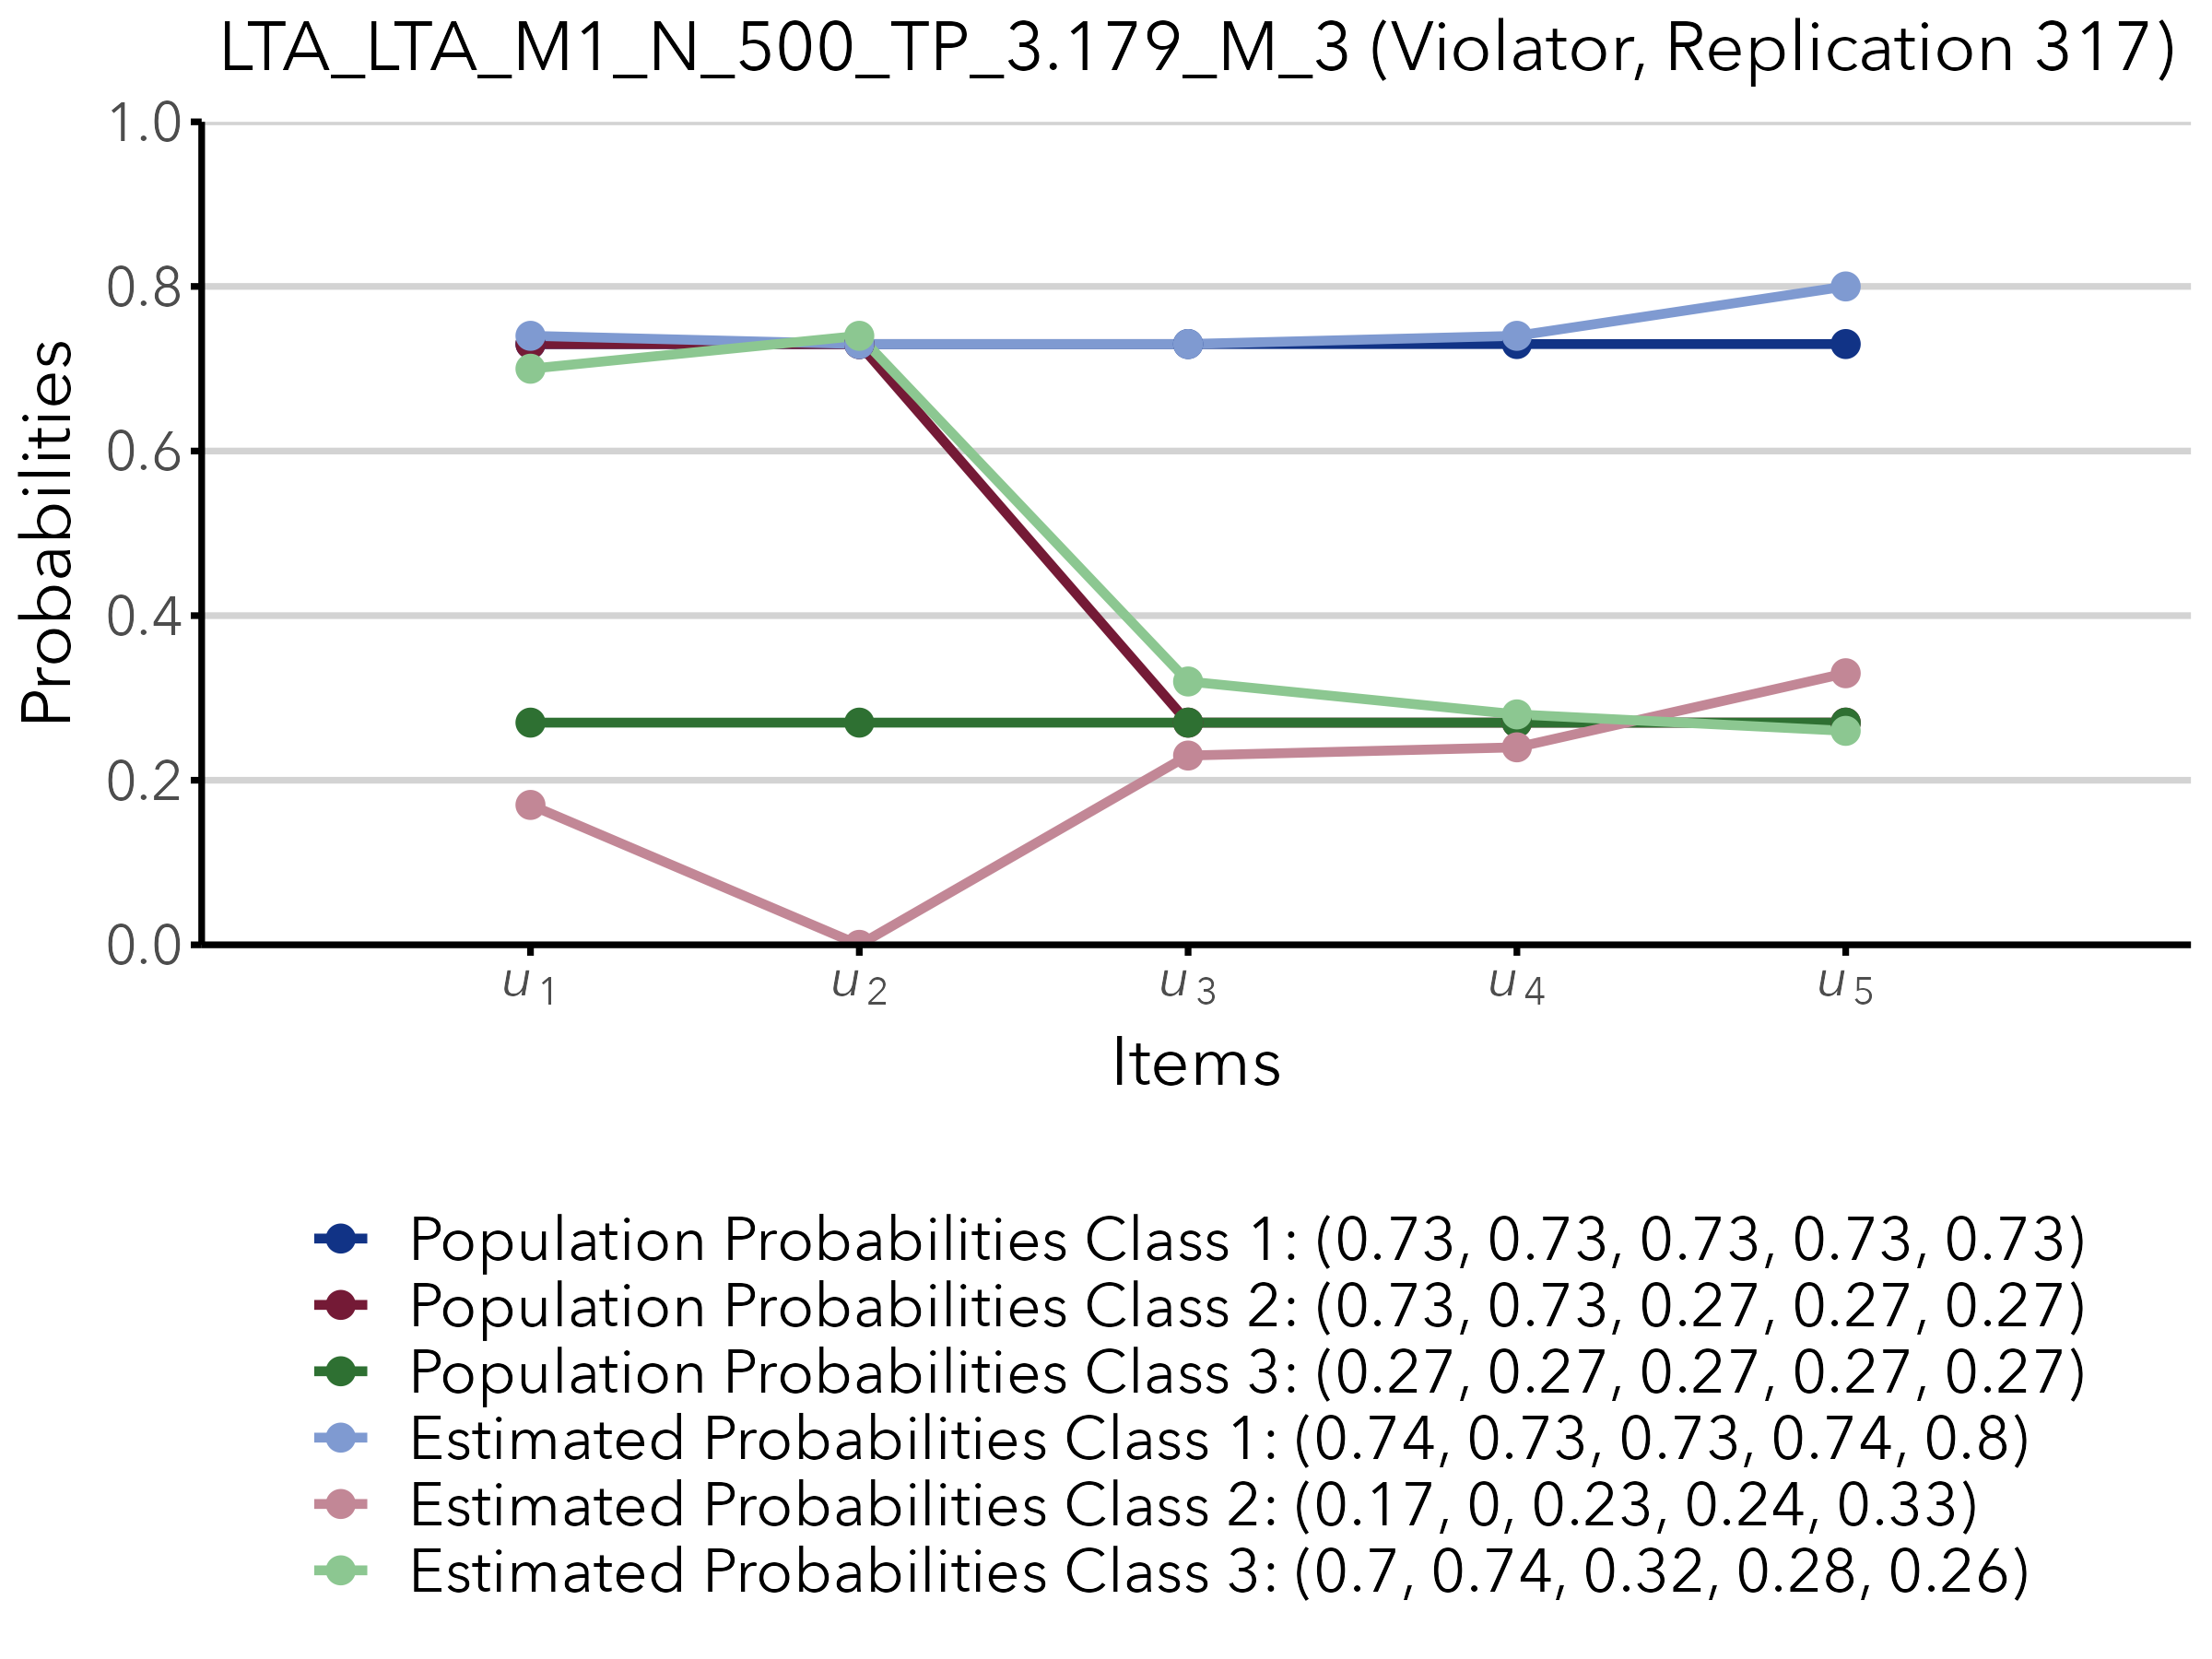 LTA_LTA_M1_N_500_TP_3.179_M_3 (Violator, Replication 317)
1.0
0.8
0.6
0.4
0.2
0.0
Probabilities
u1 u2 u3 u4 u5
Items
Population Probabilities Class 1: (0.73, 0.73, 0.73, 0.73, 0.73)
Population Probabilities Class 2: (0.73, 0.73, 0.27, 0.27, 0.27)
Population Probabilities Class 3: (0.27, 0.27, 0.27, 0.27, 0.27)
Estimated Probabilities Class 1: (0.74, 0.73, 0.73, 0.74, 0.8)
Estimated Probabilities Class 2: (0.17, 0, 0.23, 0.24, 0.33)
Estimated Probabilities Class 3: (0.7, 0.74, 0.32, 0.28, 0.26)